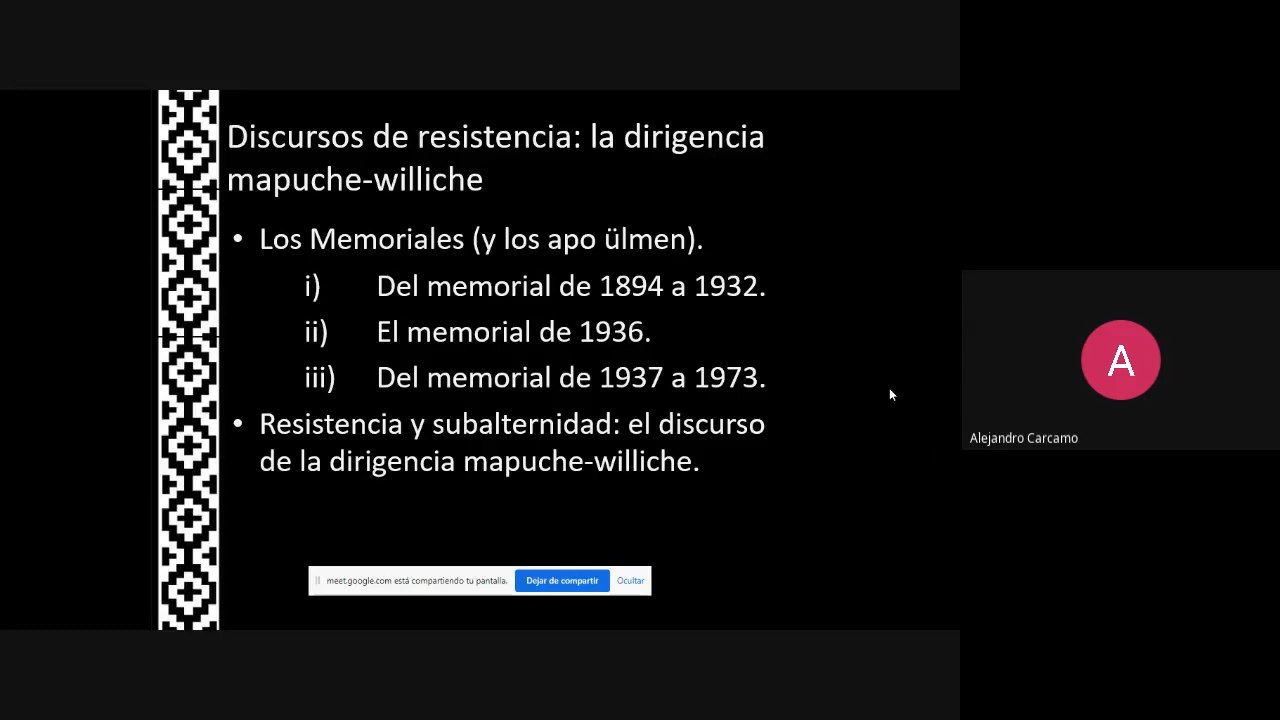 Discursos de resistencia: la dirigencia
mapuche-williche
• Los Memoriales (y los apo ülmen).
i) Del memorial de 1894 a 1932.
ii) El memorial de 1936.
iii) Del memorial de 1937 a 1973.
• Resistencia y subalternidad: el discurso
de la dirigencia mapuche-williche.
meet.google.com está compartiendo tu pantalla. Dejar de compartir Ocultar
A
Alejandro Carcamo